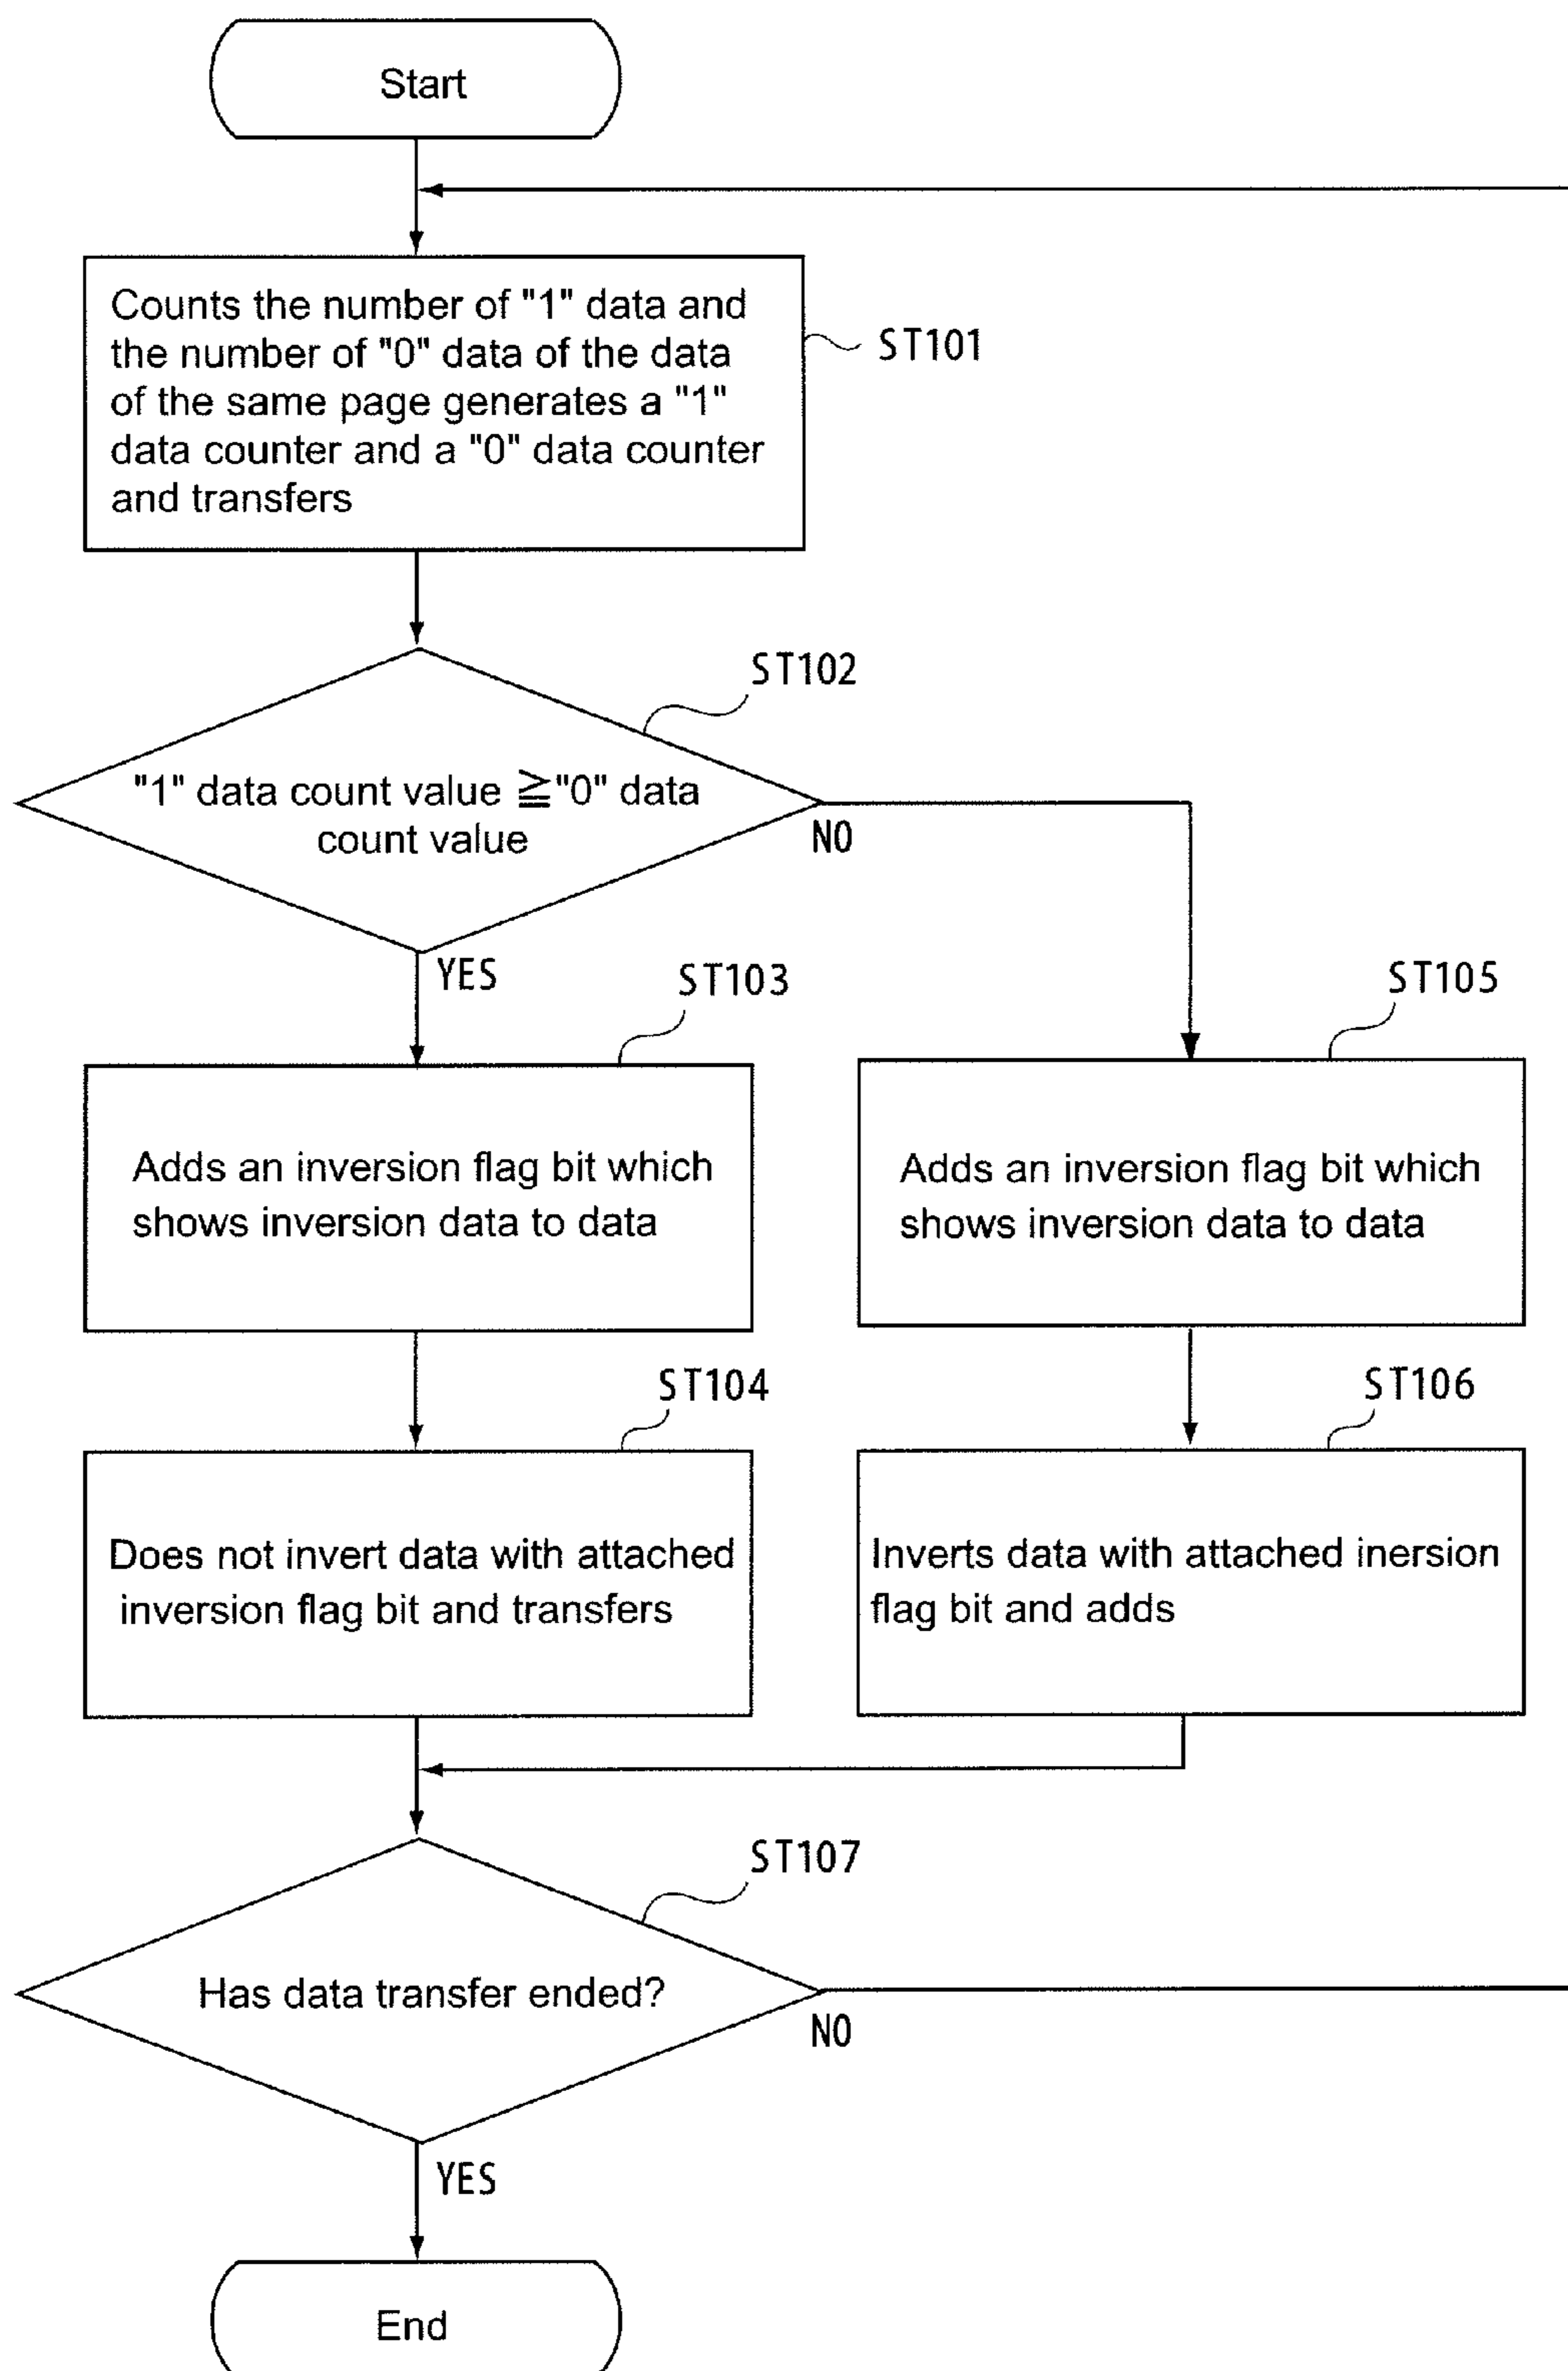 Start
Counts the number of "1" data and
the number of "0" data of the data
of the same page generates a "1"
data counter and a "0" data counter
and transfers
ST101
ST102
"1" data count value ≧"0" data
count value
NO
YES
ST103
ST105
Adds an inversion flag bit which
shows inversion data to data
Adds an inversion flag bit which
shows inversion data to data
ST104
ST106
Does not invert data with attached
inversion flag bit and transfers
Inverts data with attached inersion
flag bit and adds
ST107
Has data transfer ended?
NO
YES
End